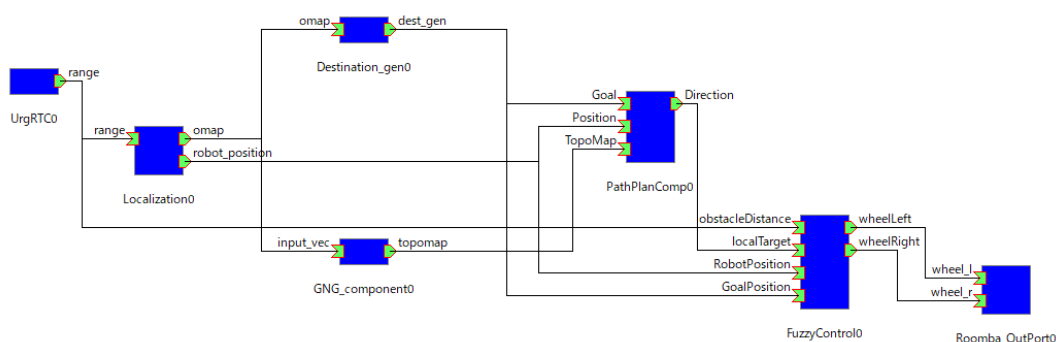 omap
dest_gen
Destination_gen0
range
UrgRTC0
Goal
Direction
Position
TopoMap
PathPlanComp0
range
omap
robot_position
Localization0
obstacleDistance
wheelLeft
localTarget
wheelRight
RobotPosition
GoalPosition
FuzzyControl0
input_vec
topomap
GNG_component0
wheel_l
wheel_r
Roomba_OutPort0